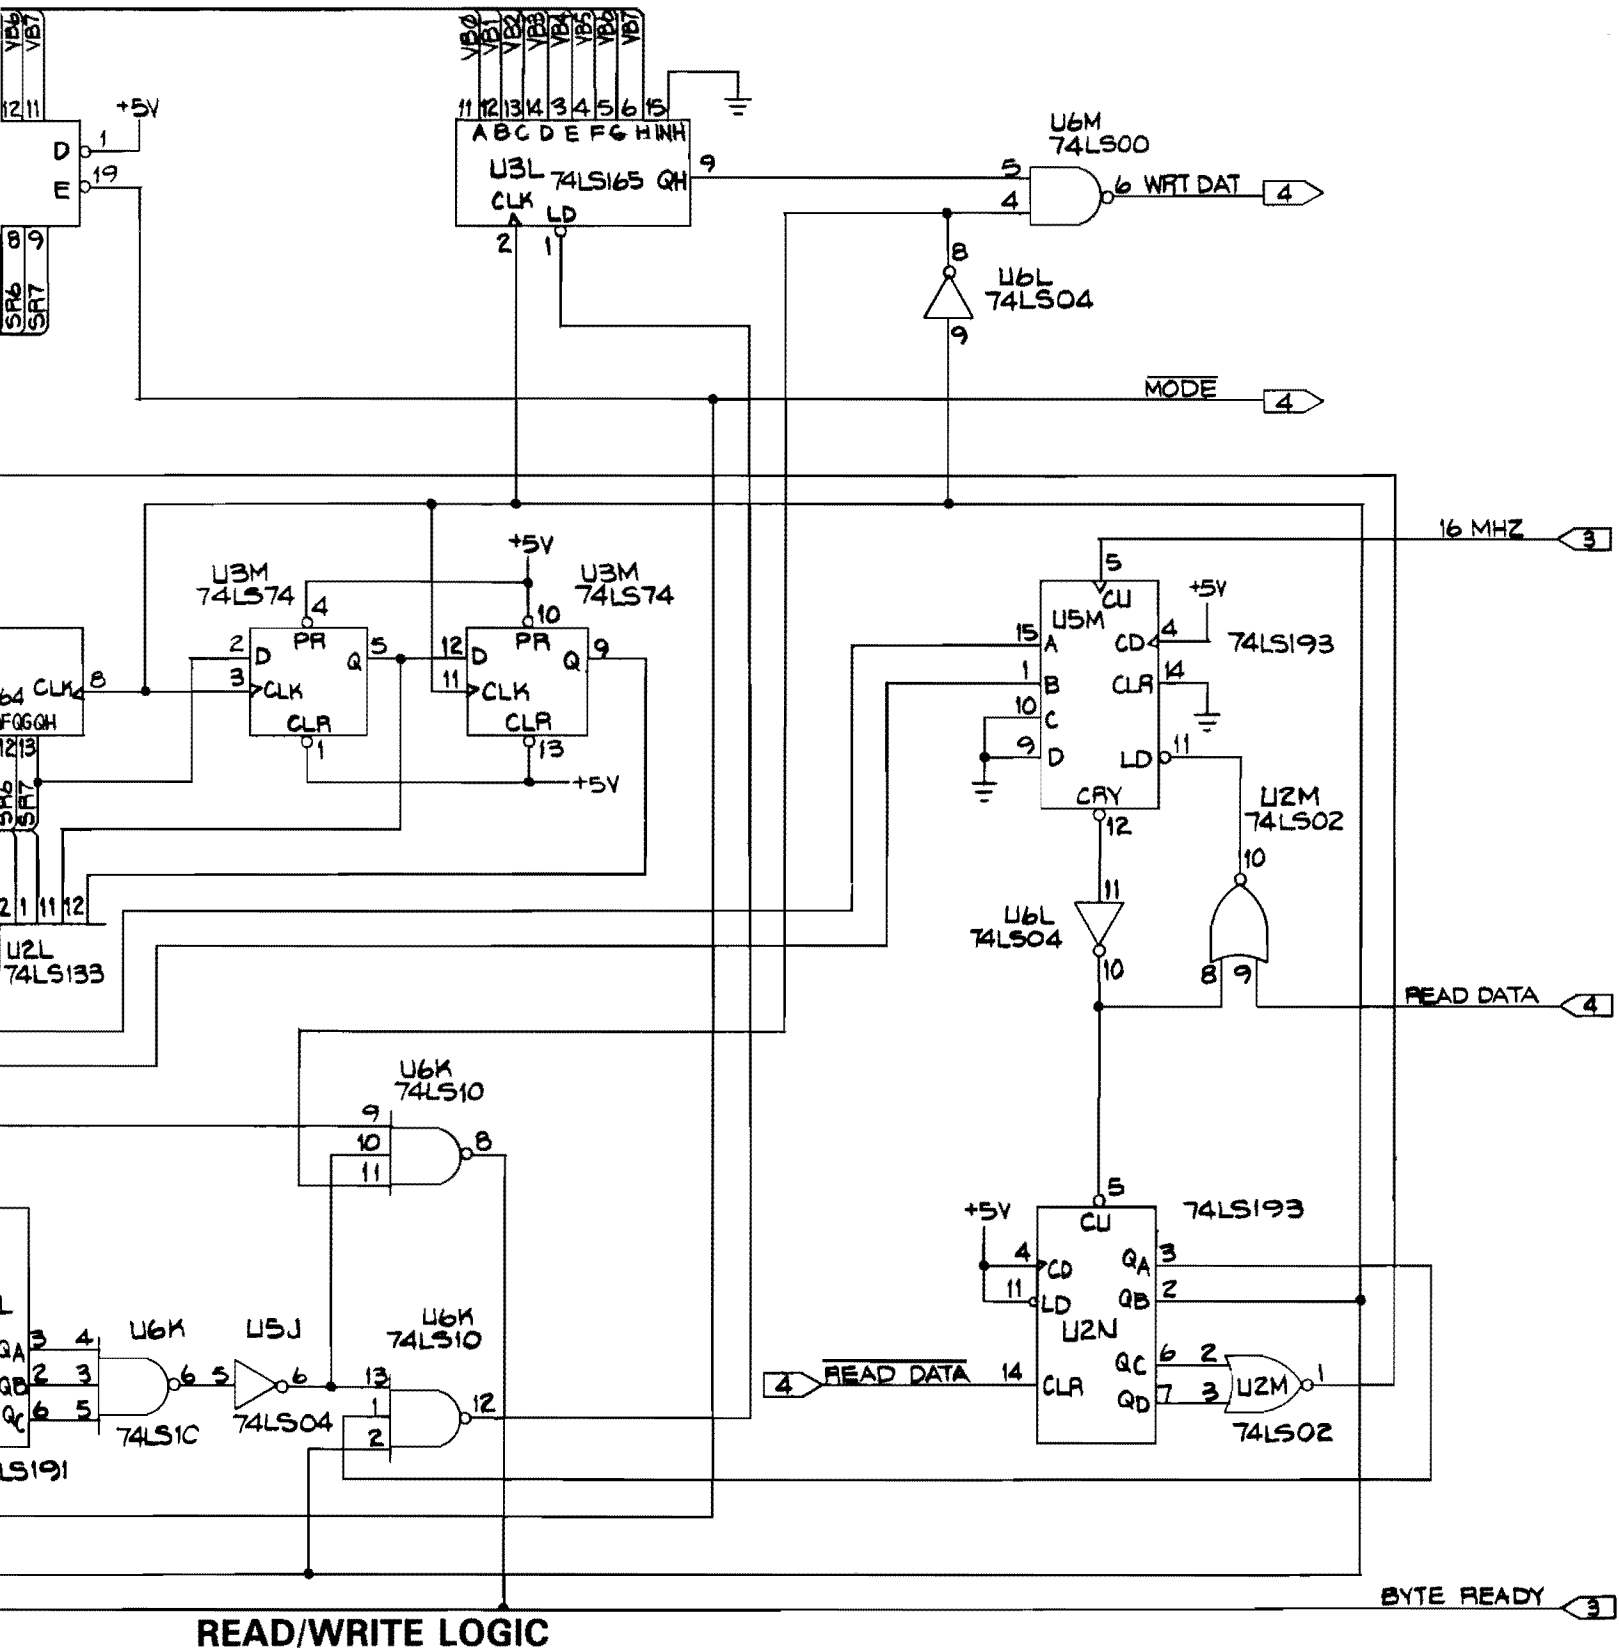 VB6 VB7
VB0 VB1 VB2 VB3 VB4 VB5 VB6 VB7
12 11
+5V
11 12 13 14 3 4 5 6 15
A B C D E F G H INH
D 1
E 19
U3L 74LS165 QH 9
CLK LD
2 1
8 9
SR6 SR7
U6M
74LS00
5
4
6 WRT DAT 4
8
U6L
74LS04
9
MODE 4
16 MHZ 3
+5V
U3M
74LS74
4
PR
2 D Q 5
3 CLK
CLR
1
U3M
74LS74
10
PR
12 D Q 9
11 CLK
CLR
13
+5V
64 CLK 8
FQGQH
12 13
SR6 SR7
2 1 11 12
U2L
74LS133
5
CU
U5M
+5V
15 A CD 4
74LS193
1 B CLR 14
10 C
9 D LD 11
CRY
12
U2M
74LS02
10
11
U6L
74LS04
10
8 9
READ DATA 4
U6K
74LS10
9
10
11
8
5
74LS193
+5V
CU
4 CD QA 3
11 LD QB 2
U2N
QC 6 2
4 READ DATA 14 CLR
QD 7 3
U2M 1
74LS02
L
QA 3 4
QB 2 3
QC 6 5
U6K
6
74LS1C
U5J
5 6
74LS04
U6K
74LS10
13
1
2
12
LS191
BYTE READY 3
READ/WRITE LOGIC